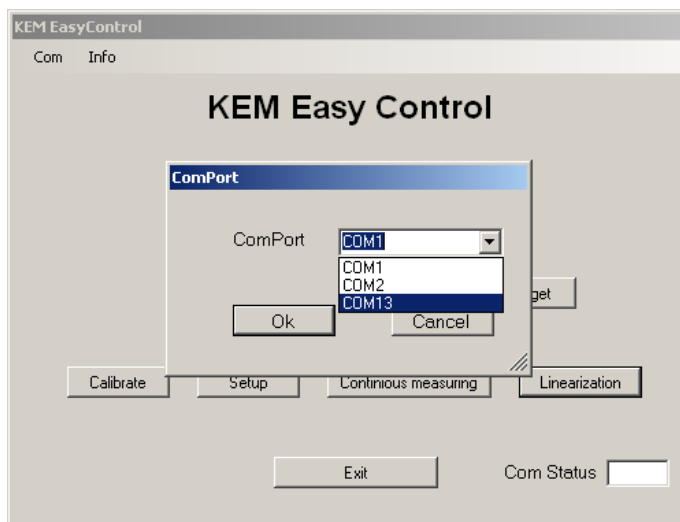 KEM EasyControl
Com Info
KEM Easy Control
ComPort
ComPort COM1
COM1
COM2
COM13
get
Ok Cancel
Calibrate Setup Continious measuring Linearization
Exit Com Status